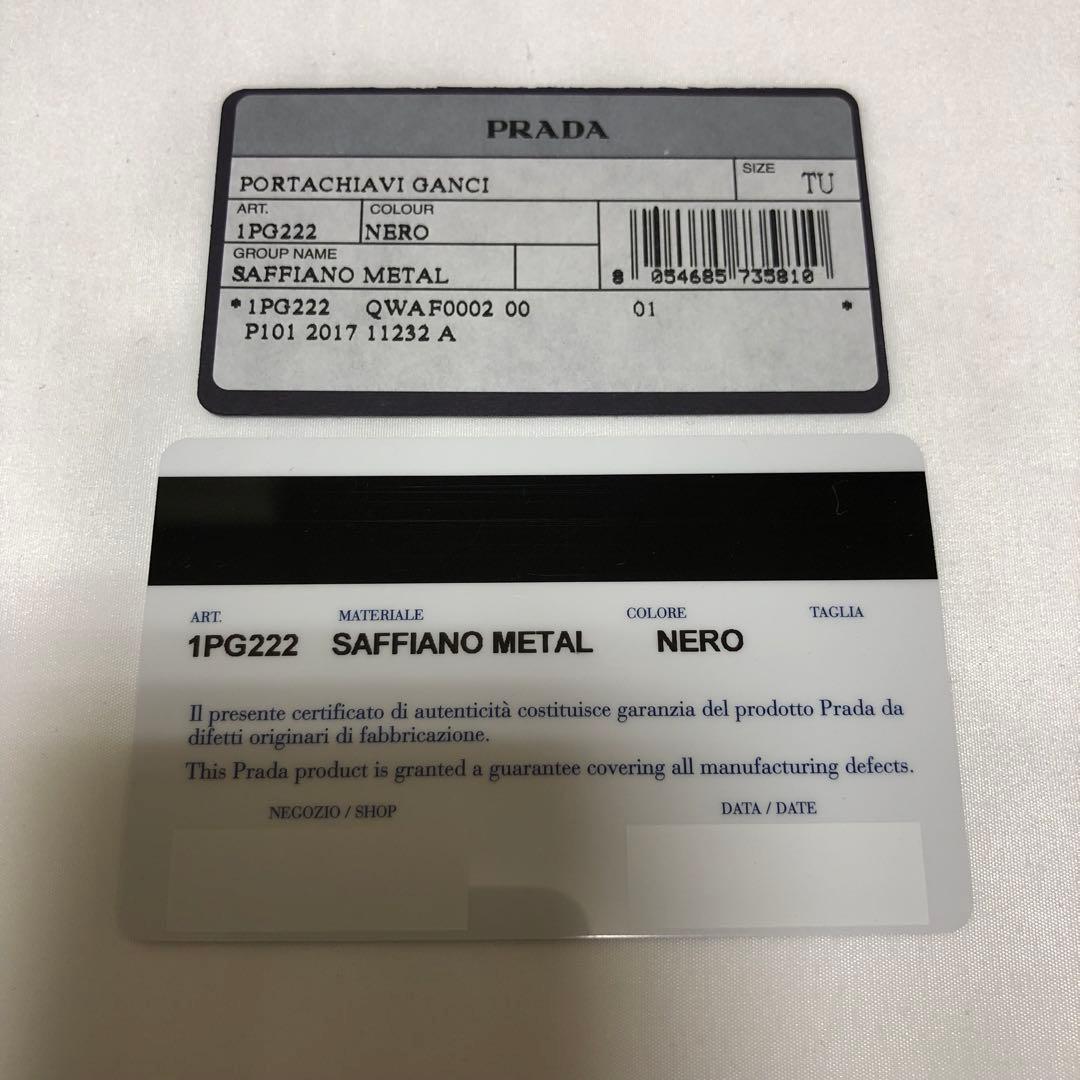 PRADA
PORTACHIAVI GANCI
SIZE
TU
ART.
COLOUR
1PG222
NERO
GROUP NAME
SAFFIANO METAL
8 054685 735810
*1PG222 QWAF0002 00 01 *
P101 2017 11232 A
ART. MATERIALE COLORE TAGLIA
1PG222 SAFFIANO METAL NERO
Il presente certificato di autenticità costituisce garanzia del prodotto Prada da
difetti originari di fabbricazione.
This Prada product is granted a guarantee covering all manufacturing defects.
NEGOZIO / SHOP DATA / DATE